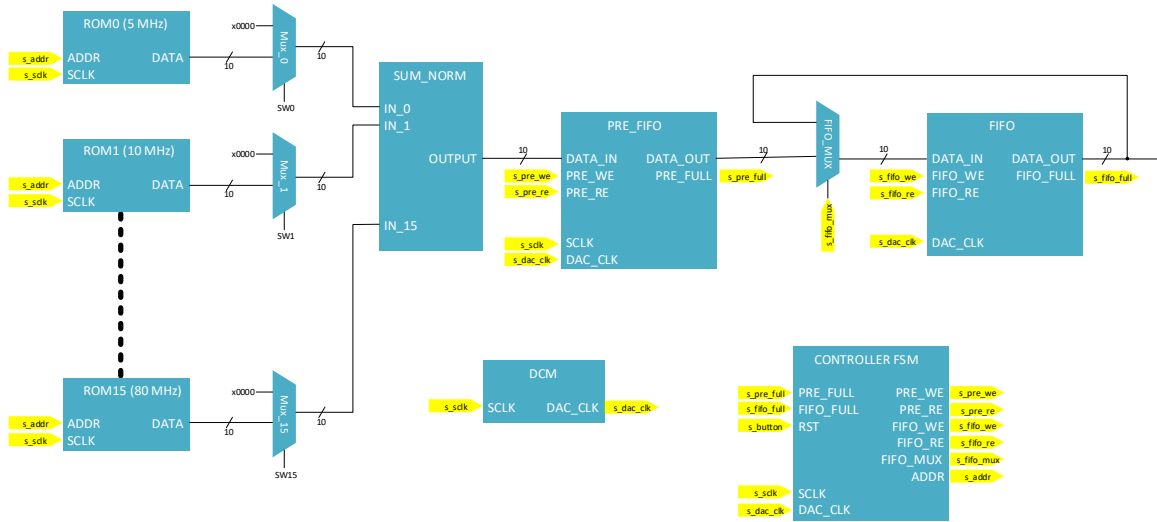 ROM0 (5 MHz)
s_addr
ADDR
DATA
s_sclk
SCLK
10
x0000
Mux_0
10
SW0
ROM1 (10 MHz)
s_addr
ADDR
DATA
s_sclk
SCLK
10
x0000
Mux_1
10
SW1
ROM15 (80 MHz)
s_addr
ADDR
DATA
s_sclk
SCLK
10
x0000
Mux_15
10
SW15
SUM_NORM
IN_0
IN_1
OUTPUT
IN_15
10
PRE_FIFO
DATA_IN
DATA_OUT
s_pre_we
PRE_WE
PRE_FULL
s_pre_full
s_pre_re
PRE_RE
s_sclk
SCLK
s_dac_clk
DAC_CLK
10
FIFO_MUX
s_fifo_mux
10
FIFO
DATA_IN
DATA_OUT
s_fifo_we
FIFO_WE
FIFO_FULL
s_fifo_full
s_fifo_re
FIFO_RE
s_dac_clk
DAC_CLK
10
DCM
s_sclk
SCLK
DAC_CLK
s_dac_clk
CONTROLLER FSM
s_pre_full
PRE_FULL
PRE_WE
s_pre_we
s_fifo_full
FIFO_FULL
PRE_RE
s_pre_re
s_button
RST
FIFO_WE
s_fifo_we
FIFO_RE
s_fifo_re
FIFO_MUX
s_fifo_mux
ADDR
s_addr
s_sclk
SCLK
s_dac_clk
DAC_CLK